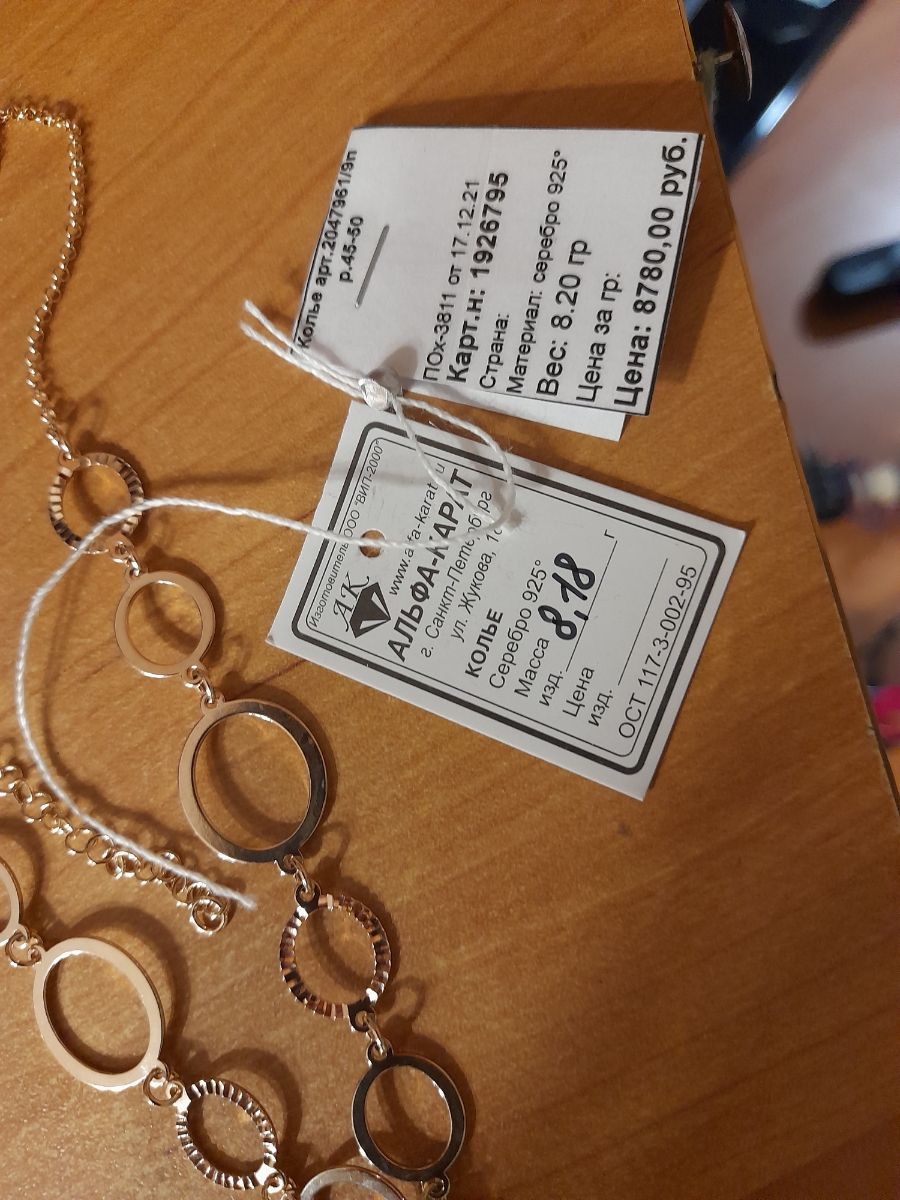 Колье арт.2047961/9п
р.45-50
ПОх-3811 от 17.12.21
Карт.н: 1926795
Страна:
Материал: серебро 925°
Вес: 8.20 гр
Цена за гр:
Цена: 8780,00 руб.
Изготовитель ООО "ВИП-2000"
АК
АЛЬФА-КАРАТ
г. Санкт-Петербург
ул. Жукова,
КОЛЬЕ
Серебро 925°
Масса
изд. 8,18 г
Цена
изд.
ОСТ 117-3-002-95